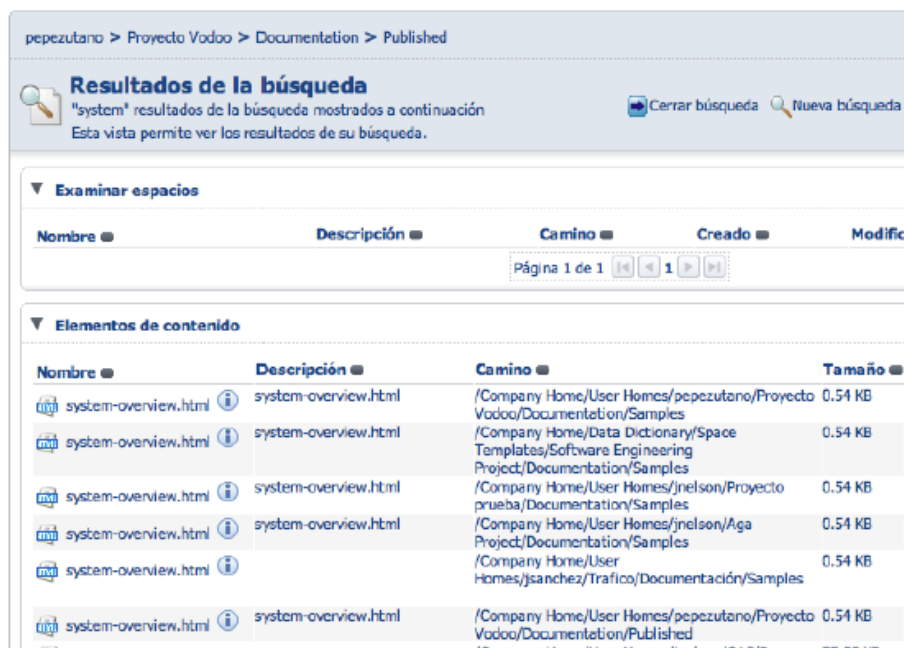 pepezutano > Proyecto Vodoo > Documentation > Published
Resultados de la búsqueda
"system" resultados de la búsqueda mostrados a continuación
Cerrar búsqueda Nueva búsqueda
Esta vista permite ver los resultados de su búsqueda.
Examinar espacios
Nombre Descripción Camino Creado Modific
Página 1 de 1 1
Elementos de contenido
Nombre Descripción Camino Tamaño
system-overview.html system-overview.html /Company Home/User Homes/pepezutano/Proyecto 0.54 KB
Vodoo/Documentation/Samples
system-overview.html system-overview.html /Company Home/Data Dictionary/Space 0.54 KB
Templates/Software Engineering
Project/Documentation/Samples
system-overview.html system-overview.html /Company Home/User Homes/jnelson/Proyecto 0.54 KB
prueba/Documentation/Samples
system-overview.html system-overview.html /Company Home/User Homes/jnelson/Aga 0.54 KB
Project/Documentation/Samples
system-overview.html /Company Home/User 0.54 KB
Homes/jsanchez/Trafico/Documentación/Samples
system-overview.html system-overview.html /Company Home/User Homes/pepezutano/Proyecto 0.54 KB
Vodoo/Documentation/Published